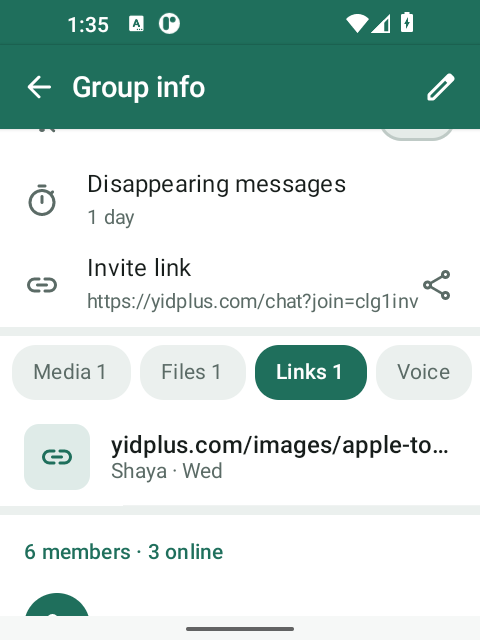 1:35
Group info
Disappearing messages
1 day
Invite link
https://yidplus.com/chat?join=clg1inv
Media 1
Files 1
Links 1
Voice
yidplus.com/images/apple-to…
Shaya · Wed
6 members · 3 online